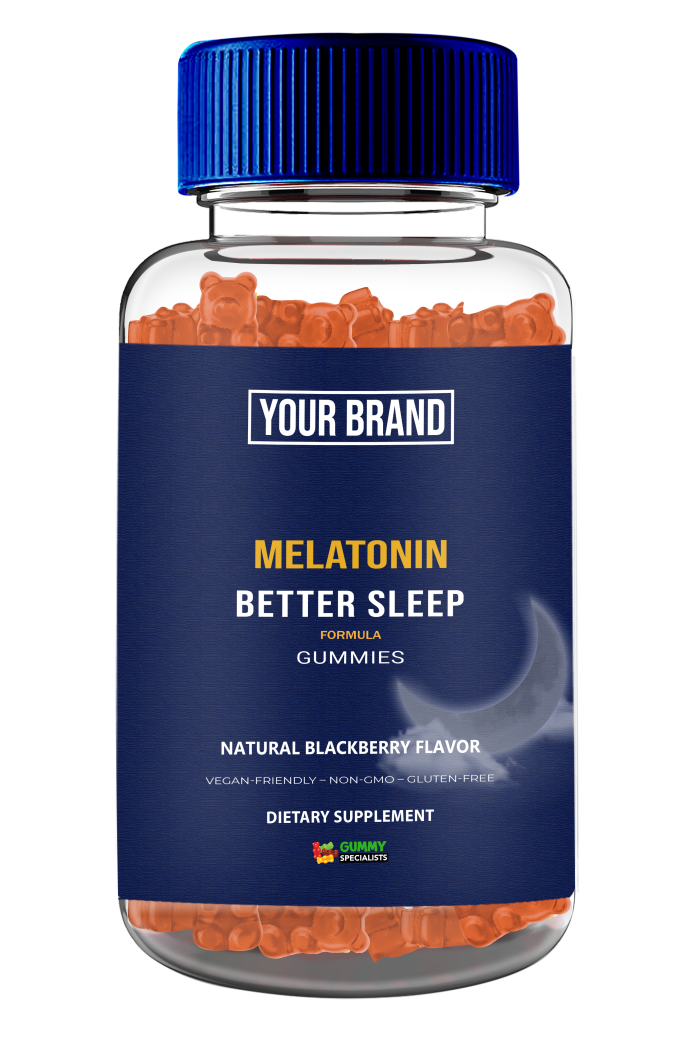 YOUR BRAND
MELATONIN
BETTER SLEEP
FORMULA
GUMMIES
NATURAL BLACKBERRY FLAVOR
VEGAN-FRIENDLY – NON-GMO – GLUTEN-FREE
DIETARY SUPPLEMENT
GUMMY
SPECIALISTS